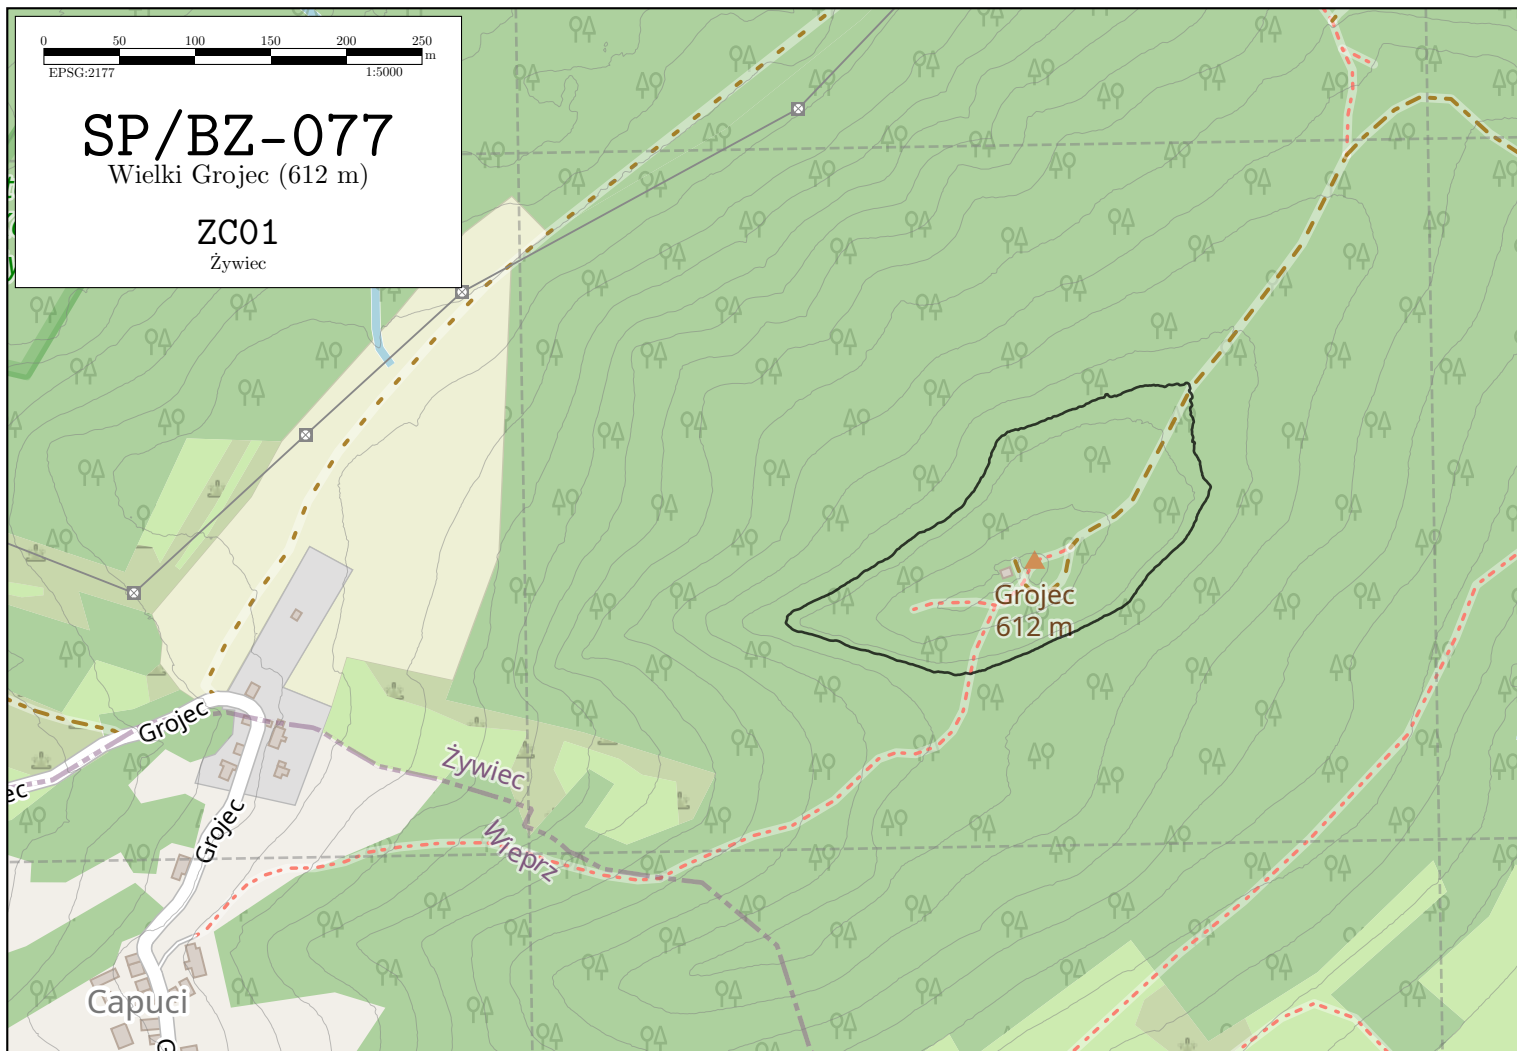 0 50 100 150 200 250
m
EPSG:2177 1:5000
SP/BZ-077
Wielki Grojec (612 m)
ZC01
Żywiec
Grojec
612 m
Grojec
Żywiec
Wieprz
ec
Grojec
Capuci
G